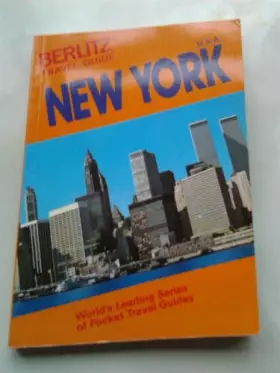 BERLITZ
TRAVEL GUIDE
U.S.A.
NEW YORK
World's Leading Series
of Pocket Travel Guides